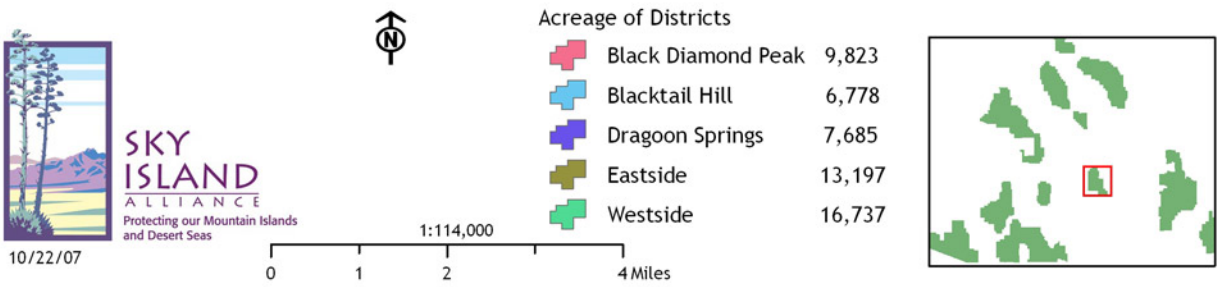 SKY
ISLAND
ALLIANCE
Protecting our Mountain Islands
and Desert Seas
10/22/07
N
1:114,000
0 1 2 4 Miles
Acreage of Districts
Black Diamond Peak 9,823
Blacktail Hill 6,778
Dragoon Springs 7,685
Eastside 13,197
Westside 16,737